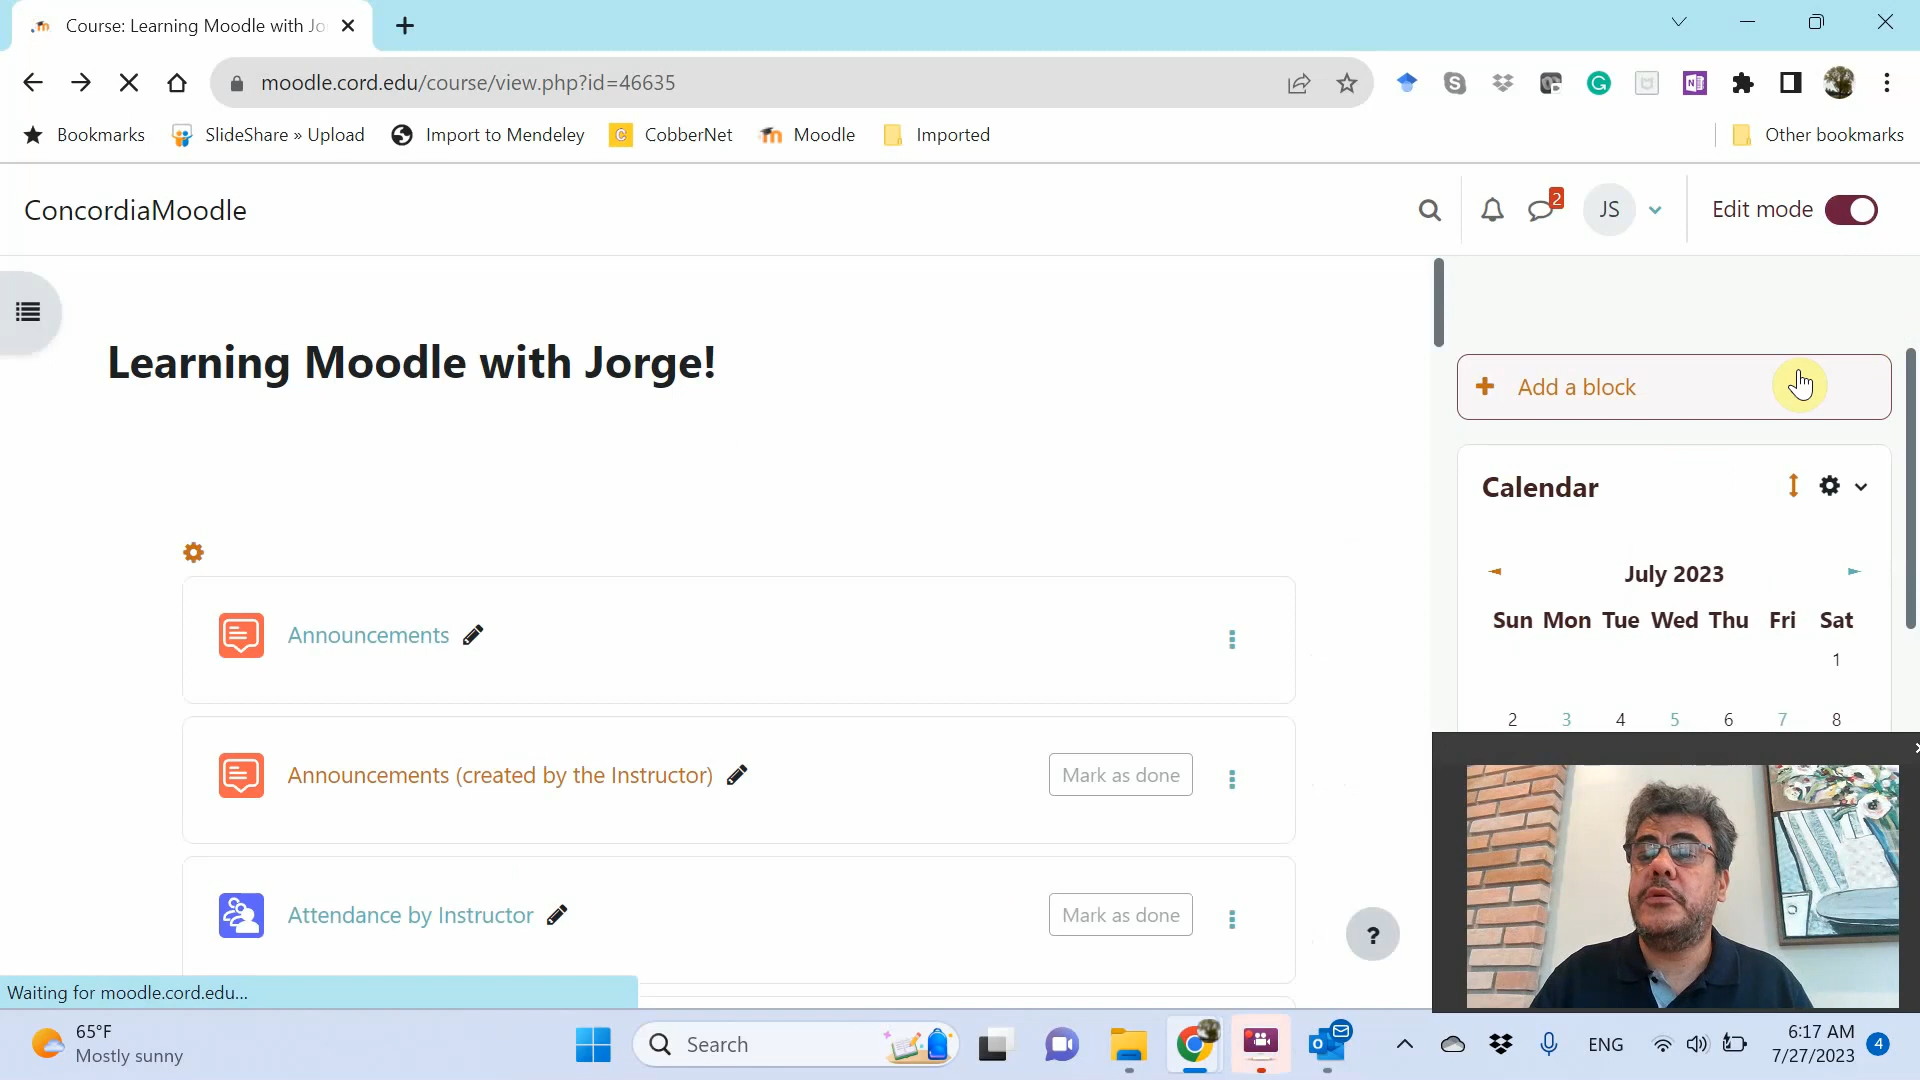 Course: Learning Moodle with Jo
moodle.cord.edu/course/view.php?id=46635
Bookmarks
SlideShare » Upload
Import to Mendeley
CobberNet
Moodle
Imported
Other bookmarks
ConcordiaMoodle
2
JS
Edit mode
Learning Moodle with Jorge!
+ Add a block
Calendar
July 2023
Sun Mon Tue Wed Thu Fri Sat
1
2 3 4 5 6 7 8
Announcements
Announcements (created by the Instructor)
Mark as done
Attendance by Instructor
Mark as done
?
Waiting for moodle.cord.edu...
65°F
Mostly sunny
Search
ENG
6:17 AM
7/27/2023
4